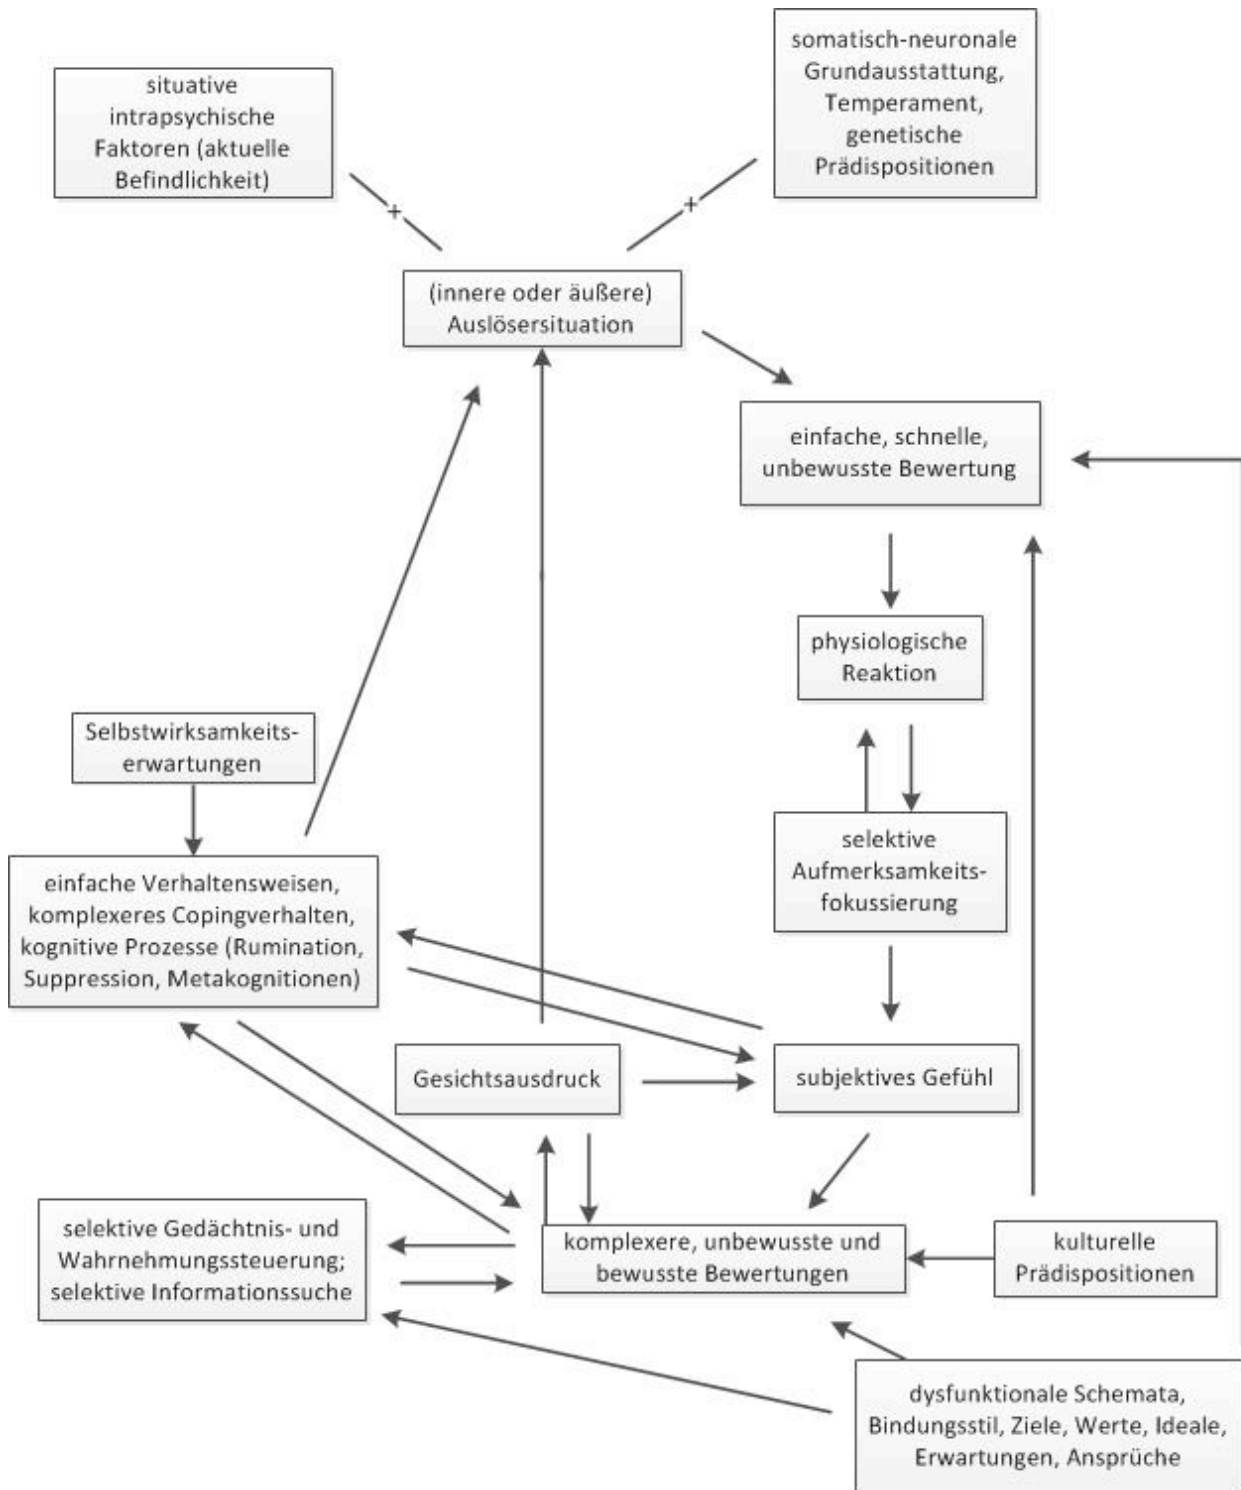 situative
intrapsychische
Faktoren (aktuelle
Befindlichkeit)
somatisch-neuronale
Grundausstattung,
Temperament,
genetische
Prädispositionen
+
+
(innere oder äußere)
Auslösersituation
einfache, schnelle,
unbewusste Bewertung
physiologische
Reaktion
Selbstwirksamkeits-
erwartungen
selektive
Aufmerksamkeits-
fokussierung
einfache Verhaltensweisen,
komplexeres Copingverhalten,
kognitive Prozesse (Rumination,
Suppression, Metakognitionen)
Gesichtsausdruck
subjektives Gefühl
selektive Gedächtnis- und
Wahrnehmungssteuerung;
selektive Informationssuche
komplexere, unbewusste und
bewusste Bewertungen
kulturelle
Prädispositionen
dysfunktionale Schemata,
Bindungsstil, Ziele, Werte, Ideale,
Erwartungen, Ansprüche